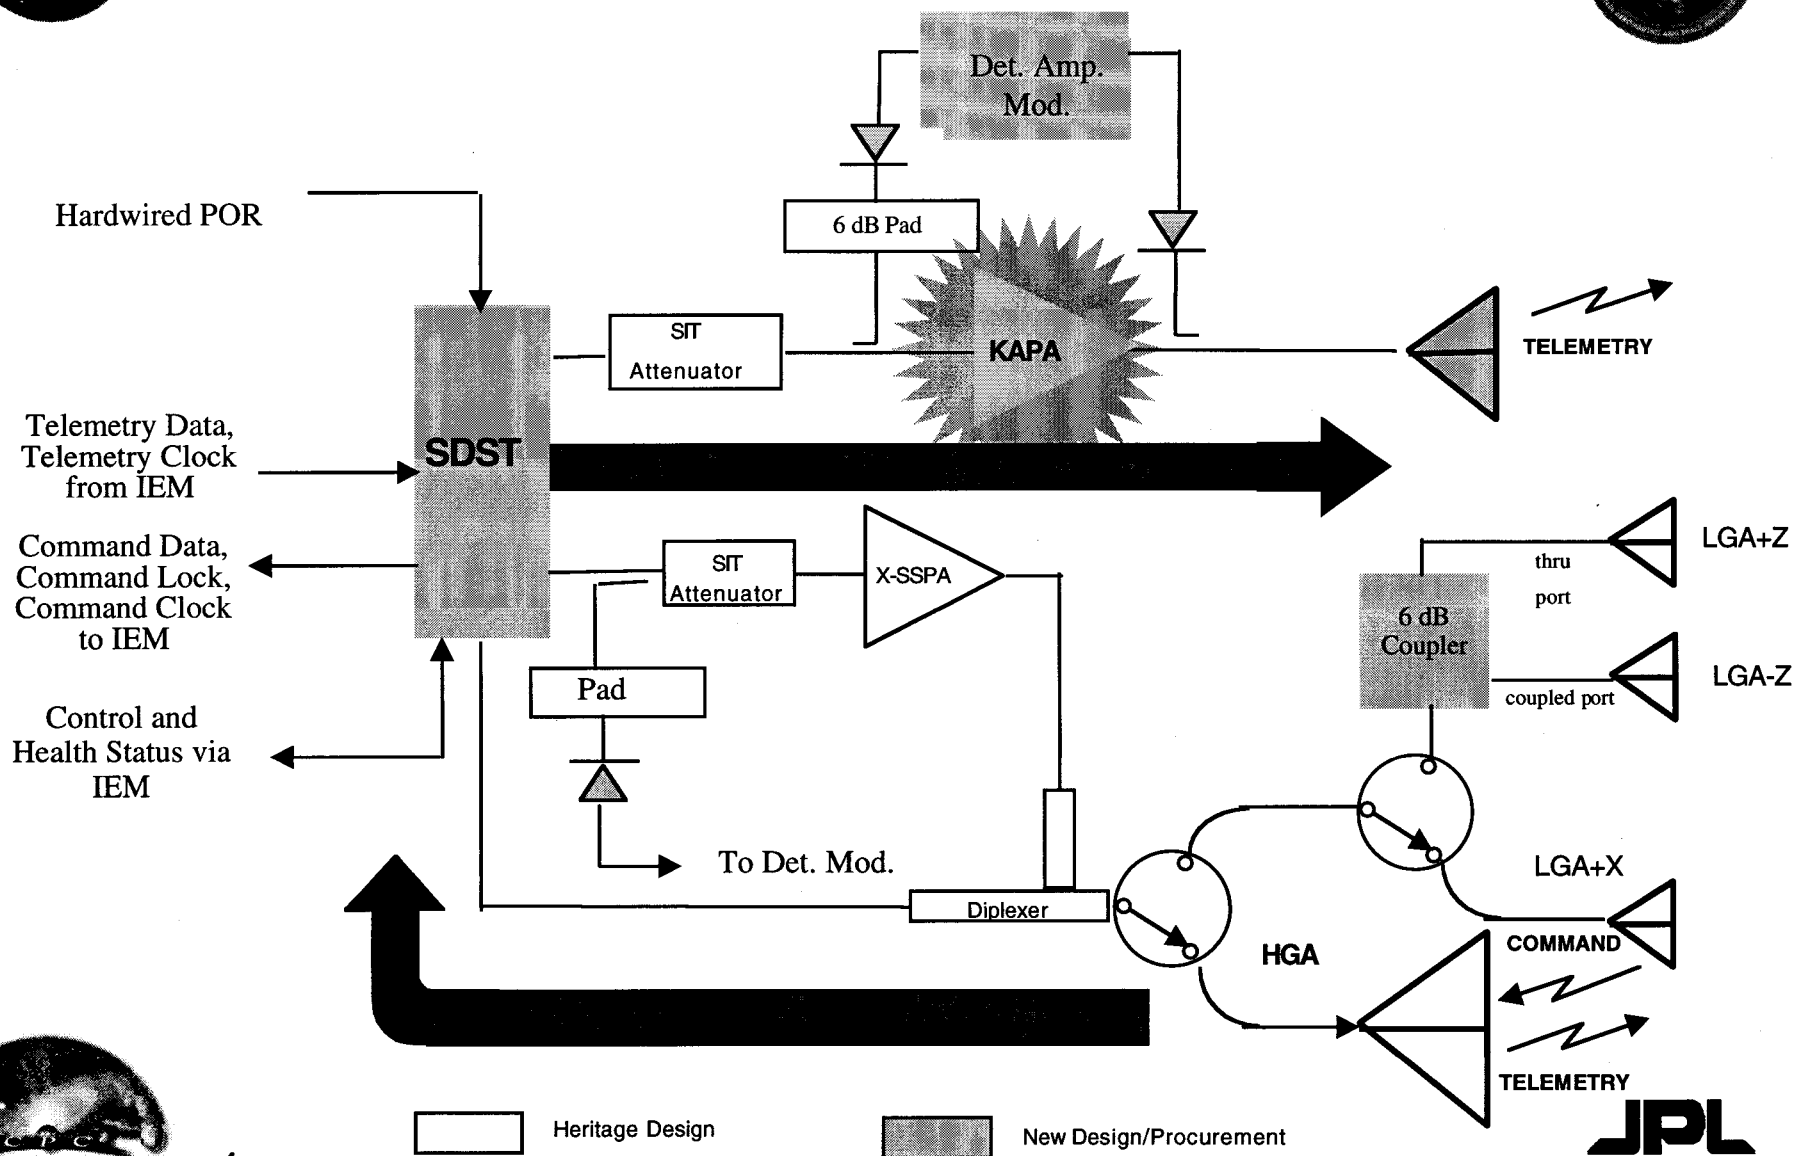 Det. Amp.
Mod.
Hardwired POR
6 dB Pad
SIT
Attenuator
KAPA
TELEMETRY
Telemetry Data,
Telemetry Clock
from IEM
SDST
Command Data,
Command Lock,
Command Clock
to IEM
SIT
Attenuator
X-SSPA
thru
port
LGA+Z
6 dB
Coupler
LGA-Z
coupled port
Pad
Control and
Health Status via
IEM
To Det. Mod.
Diplexer
LGA+X
COMMAND
HGA
TELEMETRY
Heritage Design
New Design/Procurement
JPL